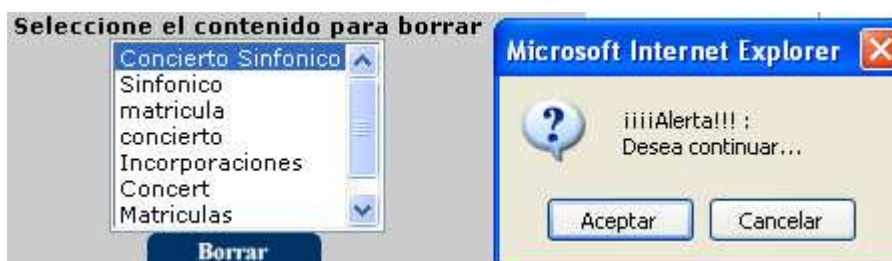 Seleccione el contenido para borrar
Concierto Sinfonico
Sinfonico
matricula
concierto
Incorporaciones
Concert
Matriculas
Borrar
Microsoft Internet Explorer
¡¡¡¡Alerta!!! :
Desea continuar...
Aceptar
Cancelar